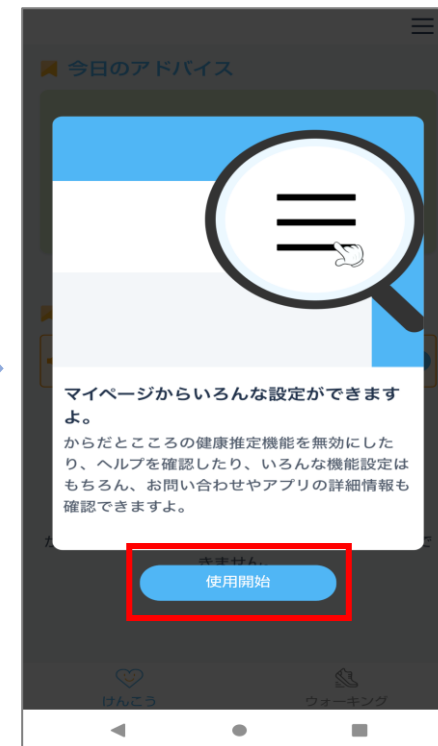 今日のアドバイス
マイページからいろんな設定ができます
よ。
からだとこころの健康推定機能を無効にした
り、ヘルプを確認したり、いろんな機能設定は
もちろん、お問い合わせやアプリの詳細情報も
確認できますよ。
きません。
使用開始
けんこう
ウォーキング